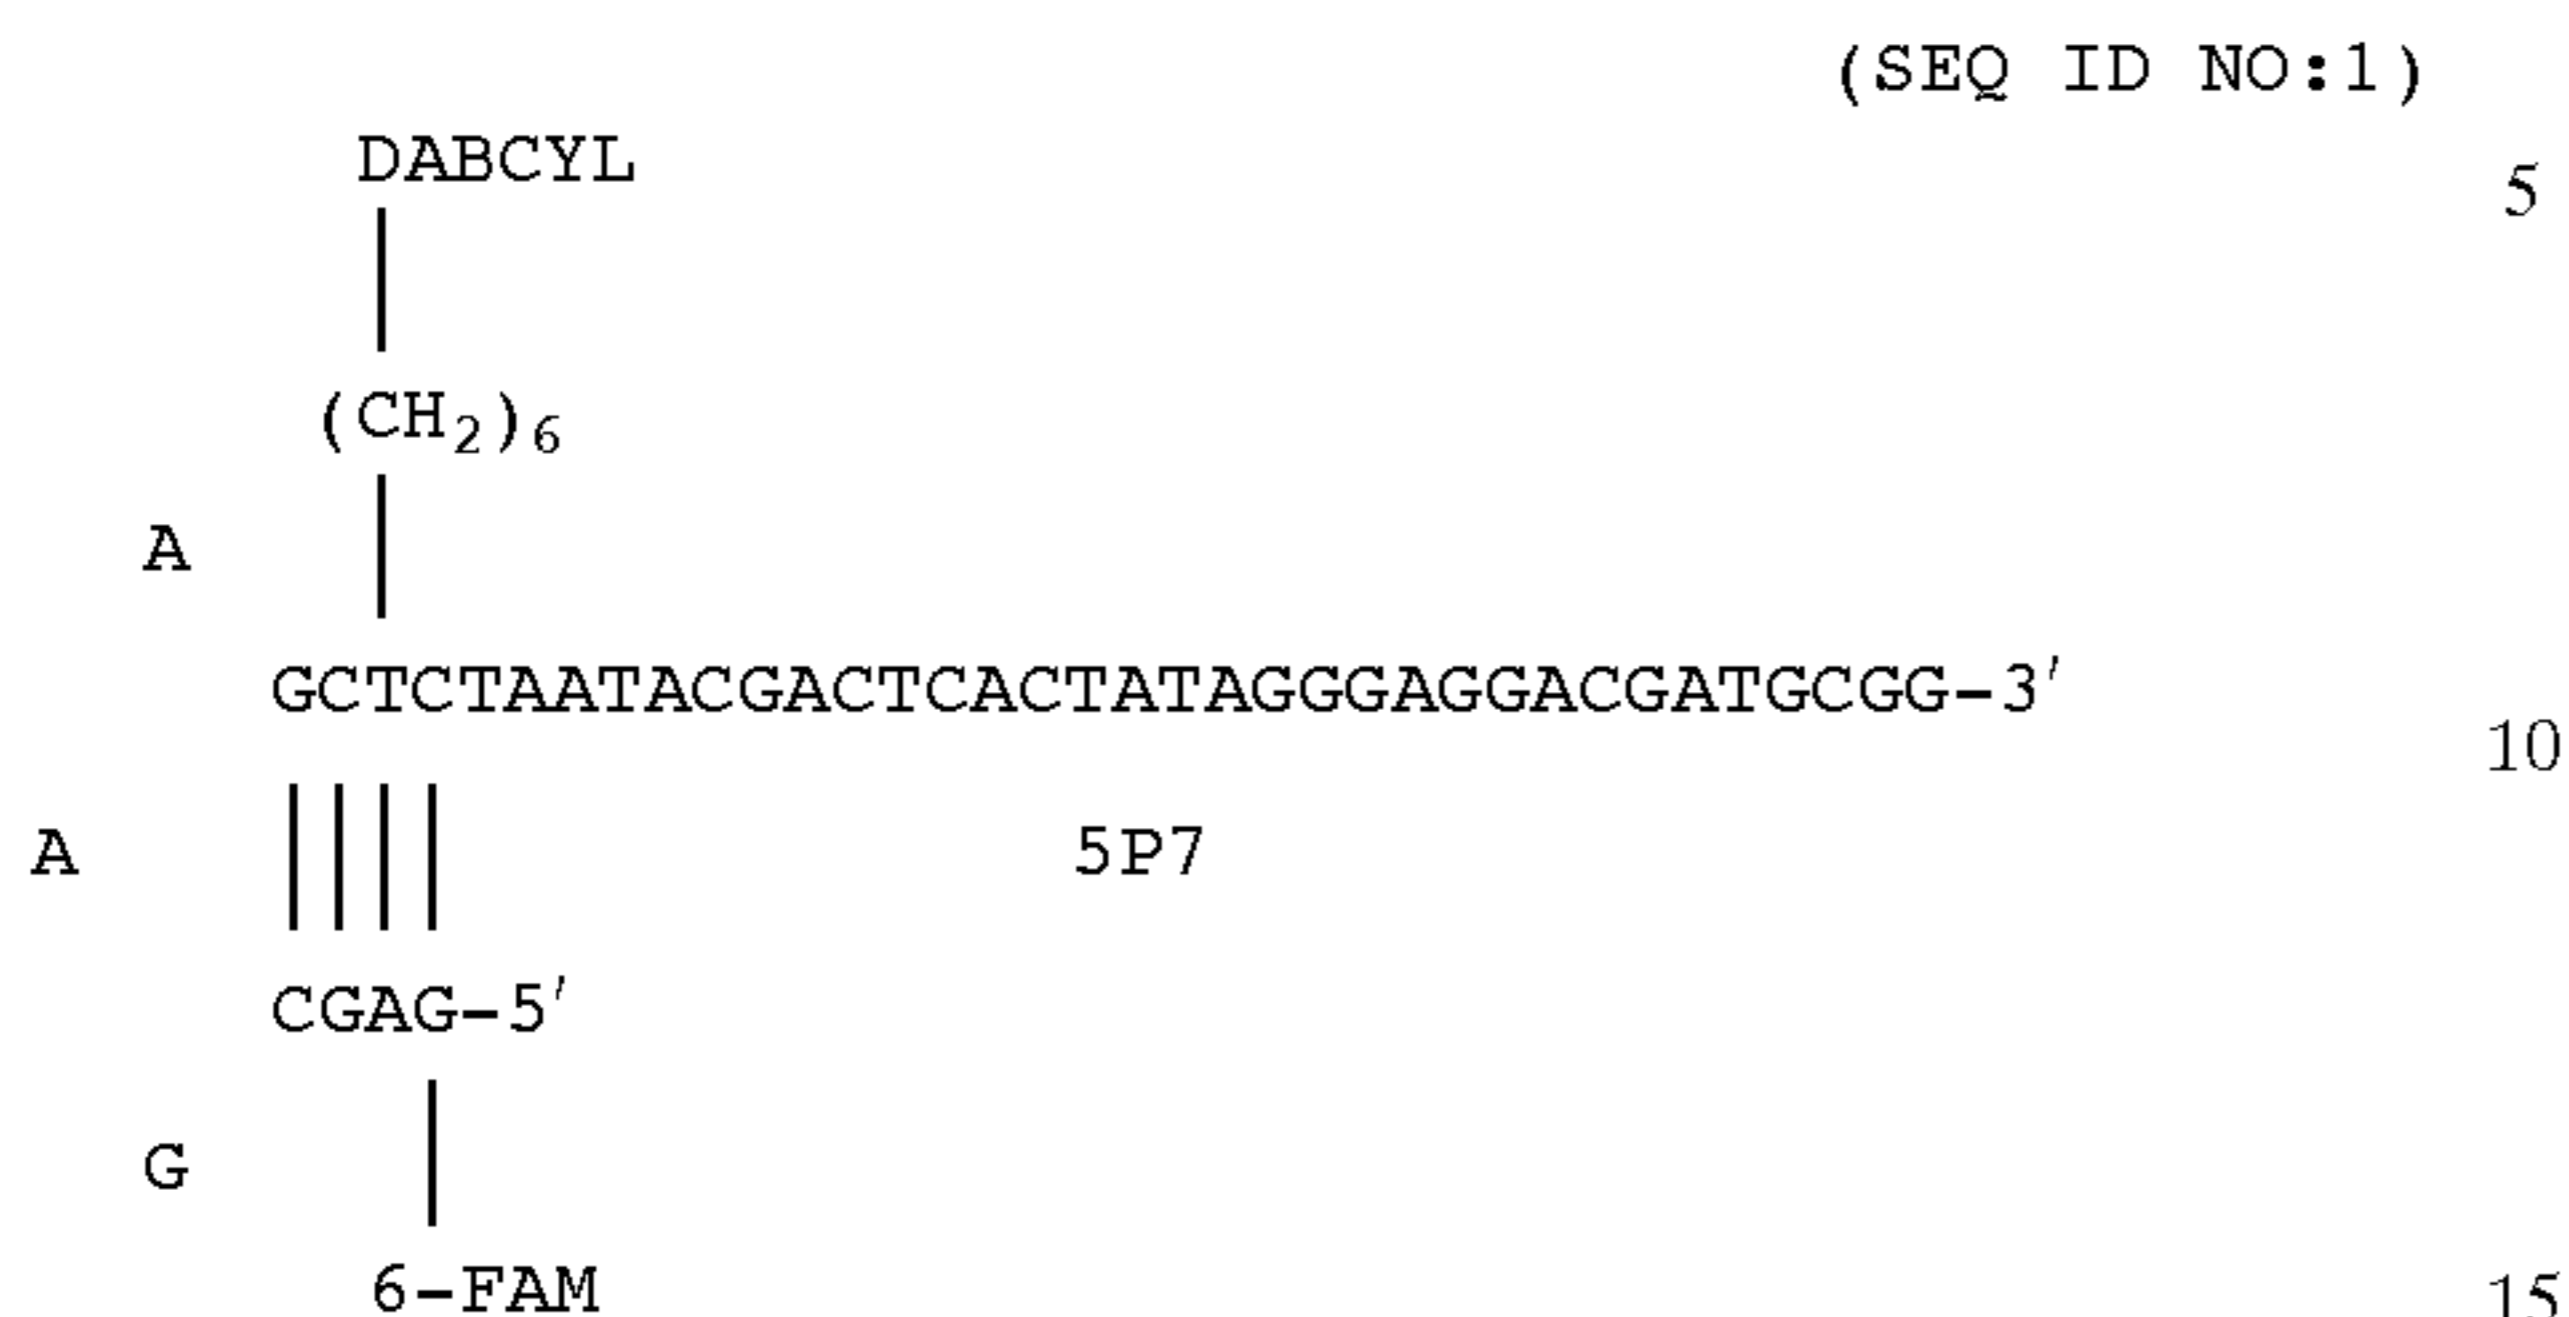 (SEQ ID NO:1)
DABCYL
5
(CH₂)₆
A
GCTCTAATACGACTCACTATAGGGAGGACGATGCGG-3′
10
A
5P7
CGAG-5′
G
6-FAM
15